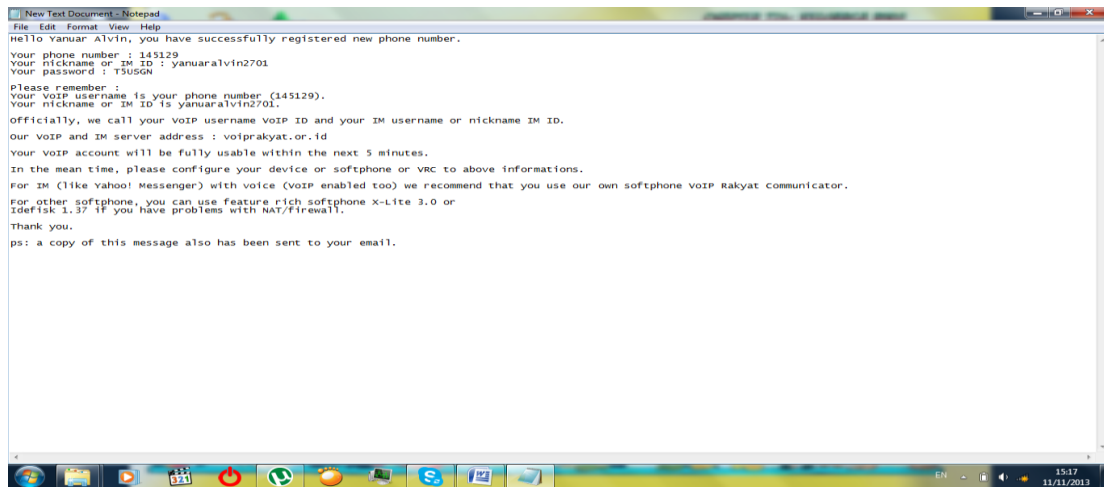 New Text Document - Notepad
File Edit Format View Help
Hello Yanuar Alvin, you have successfully registered new phone number.
Your phone number : 145129
Your nickname or IM ID : yanuaralvin2701
Your password : T5USGN
Please remember :
Your VoIP username is your phone number (145129).
Your nickname or IM ID is yanuaralvin2701.
Officially, we call your VoIP username VoIP ID and your IM username or nickname IM ID.
Our VoIP and IM server address : voiprakyat.or.id
Your VoIP account will be fully usable within the next 5 minutes.
In the mean time, please configure your device or softphone or VRC to above informations.
For IM (like Yahoo! Messenger) with voice (VoIP enabled too) we recommend that you use our own softphone VoIP Rakyat Communicator.
For other softphone, you can use feature rich softphone X-Lite 3.0 or
Idefisk 1.37 if you have problems with NAT/firewall.
Thank you.
ps: a copy of this message also has been sent to your email.
321
EN
15:17
11/11/2013